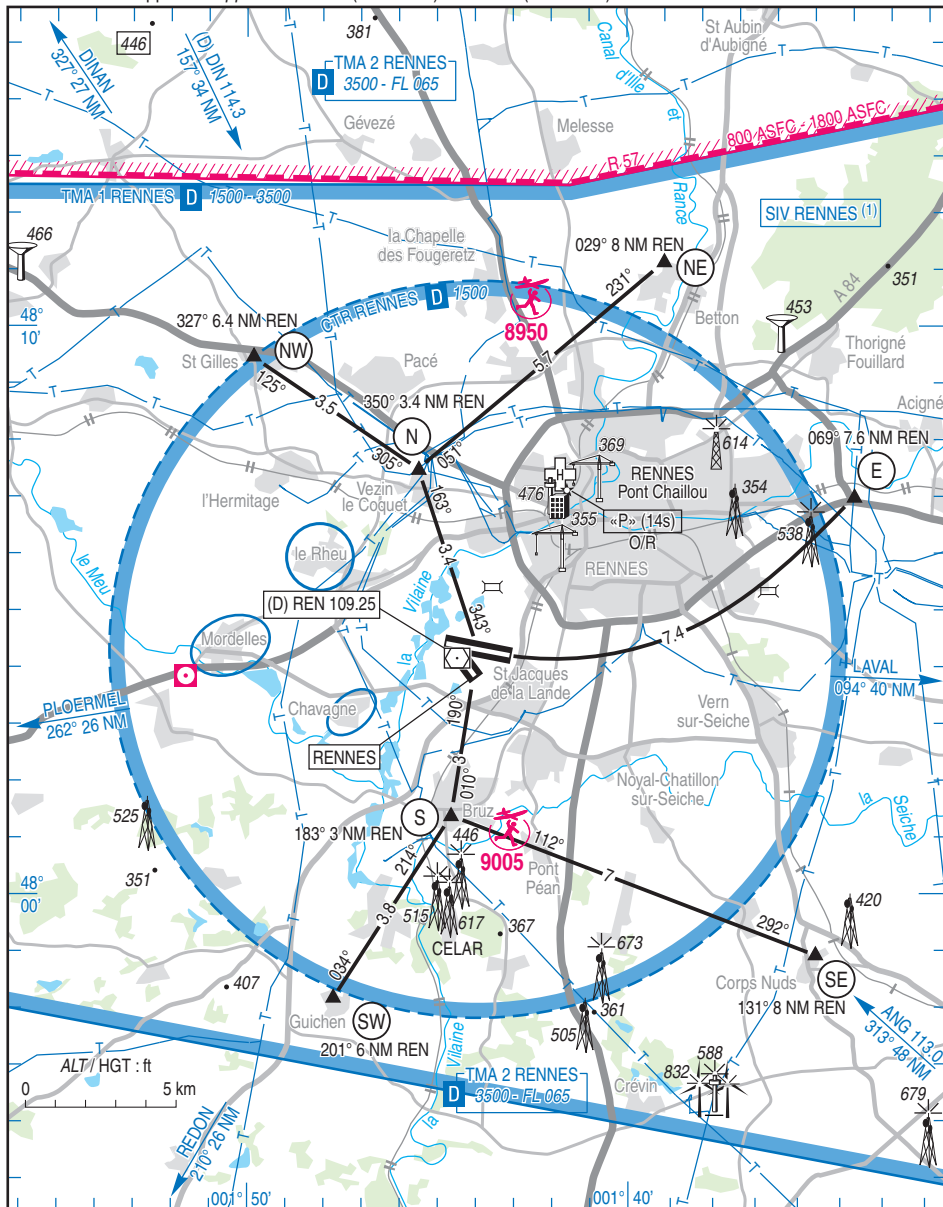 446
381
St Aubin
d'Aubigné
DINAN
327° 27 NM
(D) DIN 114.3
157° 34 NM
D
TMA 2 RENNES
3500 - FL 065
Canal
d'Ille
et
Rance
Gévezé
Melesse
R 57
800 ASFC - 1800 ASFC
TMA 1 RENNES D 1500 - 3500
SIV RENNES (1)
466
la Chapelle
des Fougeretz
029° 8 NM REN
NE
231°
351
A 84
48°
10'
CTR RENNES D 1500
8950
Betton
453
327° 6.4 NM REN
NW
St Gilles
Pacé
5.7
Thorigné
Fouillard
125°
3.5
350° 3.4 NM REN
N
305°
051°
Acigné
069° 7.6 NM REN
E
l'Hermitage
Vezin
le Coquet
163°
369
614
RENNES
Pont Chaillou
354
476
355
«P» (14s)
O/R
538
le Meu
le Rheu
3.4
RENNES
(D) REN 109.25
la
Vilaine
343°
7.4
Mordelles
St Jacques
de la Lande
LAVAL
094° 40 NM
PLOERMEL
262° 26 NM
Chavagne
190°
Vern
sur-Seiche
RENNES
3
010°
Noyal-Chatillon
sur-Seiche
la
Seiche
525
S
Bruz
183° 3 NM REN
446
9005
112°
214°
Pont
Péan
7
351
48°
00'
3.8
515
617
367
CELAR
420
292°
673
034°
407
Corps Nuds
SE
131° 8 NM REN
Guichen
SW
201° 6 NM REN
361
505
ANG 113.0
313° 48 NM
ALT / HGT : ft
0 5 km
Vilaine
la
D
TMA 2 RENNES
3500 - FL 065
Crévin
832
588
679
REDON
210° 26 NM
001° 50'
001° 40'